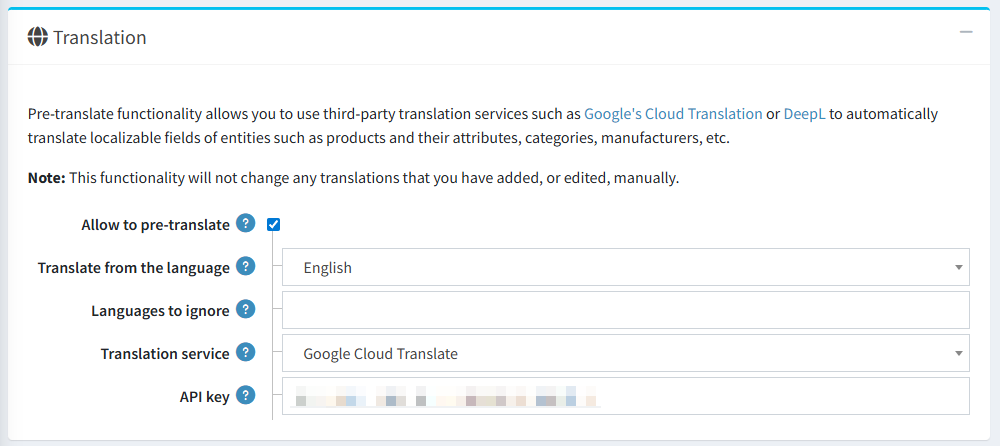 Translation
Pre-translate functionality allows you to use third-party translation services such as Google's Cloud Translation or DeepL to automatically
translate localizable fields of entities such as products and their attributes, categories, manufacturers, etc.
Note: This functionality will not change any translations that you have added, or edited, manually.
Allow to pre-translate ?
Translate from the language ? English
Languages to ignore ?
Translation service ? Google Cloud Translate
API key ?